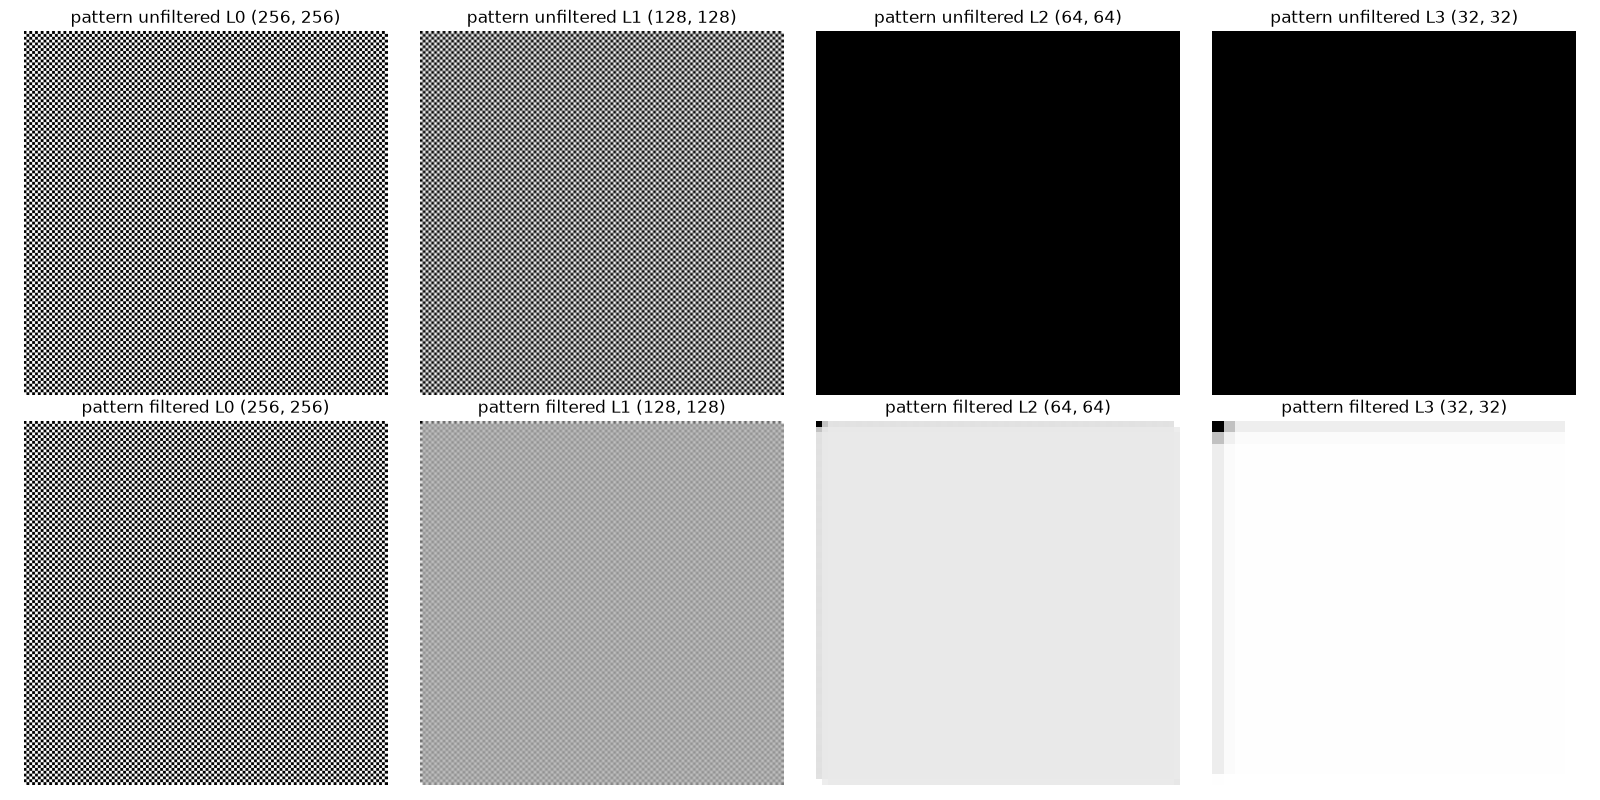 pattern unfiltered L0 (256, 256)
pattern unfiltered L1 (128, 128)
pattern unfiltered L2 (64, 64)
pattern unfiltered L3 (32, 32)
pattern filtered L0 (256, 256)
pattern filtered L1 (128, 128)
pattern filtered L2 (64, 64)
pattern filtered L3 (32, 32)